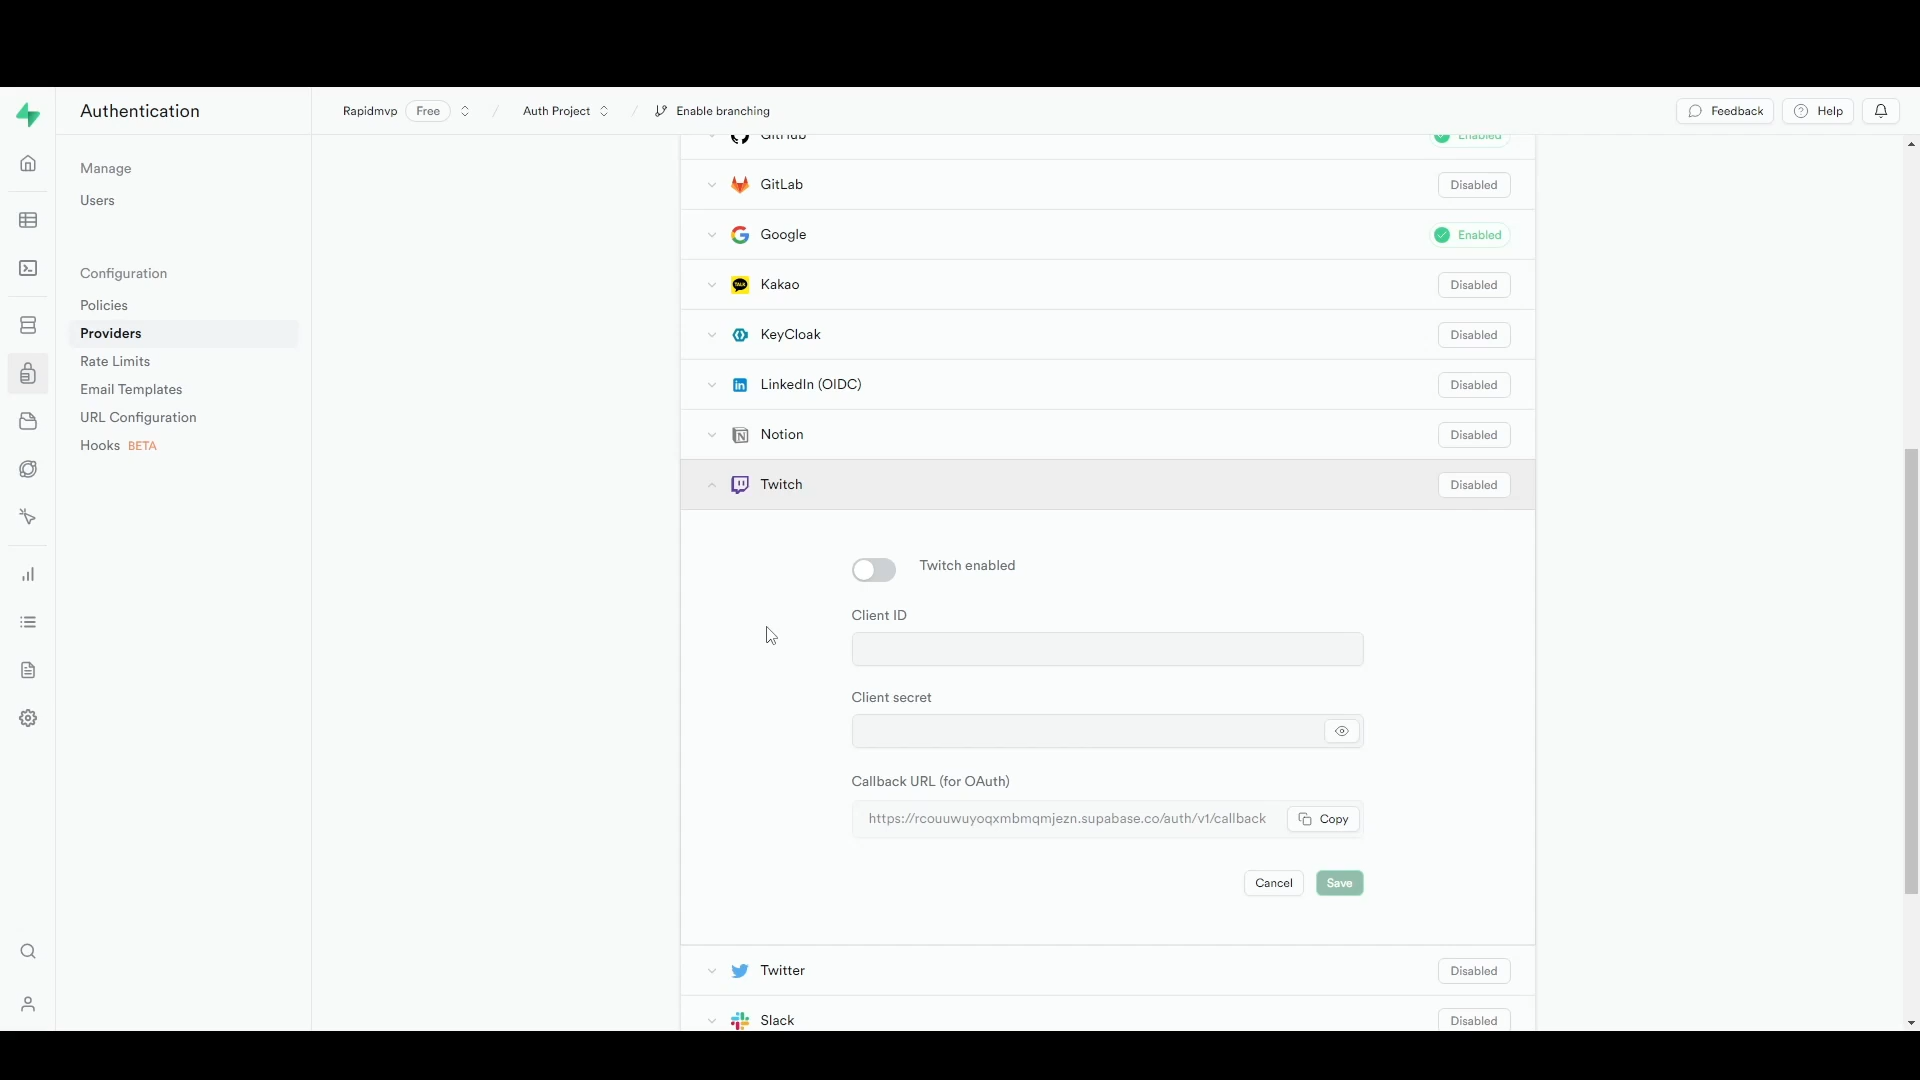 Authentication
Rapidmvp Free / Auth Project / Enable branching
Feedback
Help
Manage
Users
Configuration
Policies
Providers
Rate Limits
Email Templates
URL Configuration
Hooks BETA
GitHub Enabled
GitLab Disabled
Google Enabled
Kakao Disabled
KeyCloak Disabled
LinkedIn (OIDC) Disabled
Notion Disabled
Twitch Disabled
Twitch enabled
Client ID
Client secret
Callback URL (for OAuth)
https://rcouuwuyoqxmbmqmjezn.supabase.co/auth/v1/callback Copy
Cancel Save
Twitter Disabled
Slack Disabled